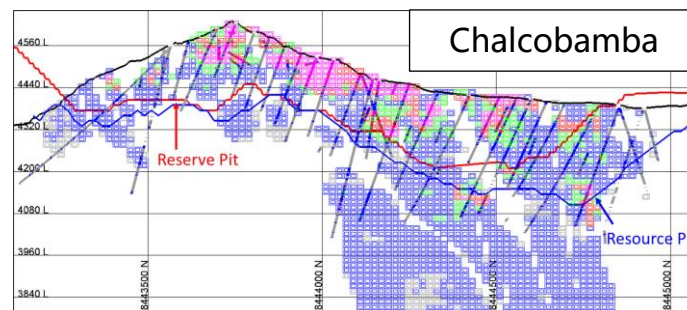 Chalcobamba
4560 L
4440 L
4320 L
4200 L
4080 L
3960 L
3840 L
Reserve Pit
Resource P
8443500 N
8444000 N
8444500 N
8445000 N